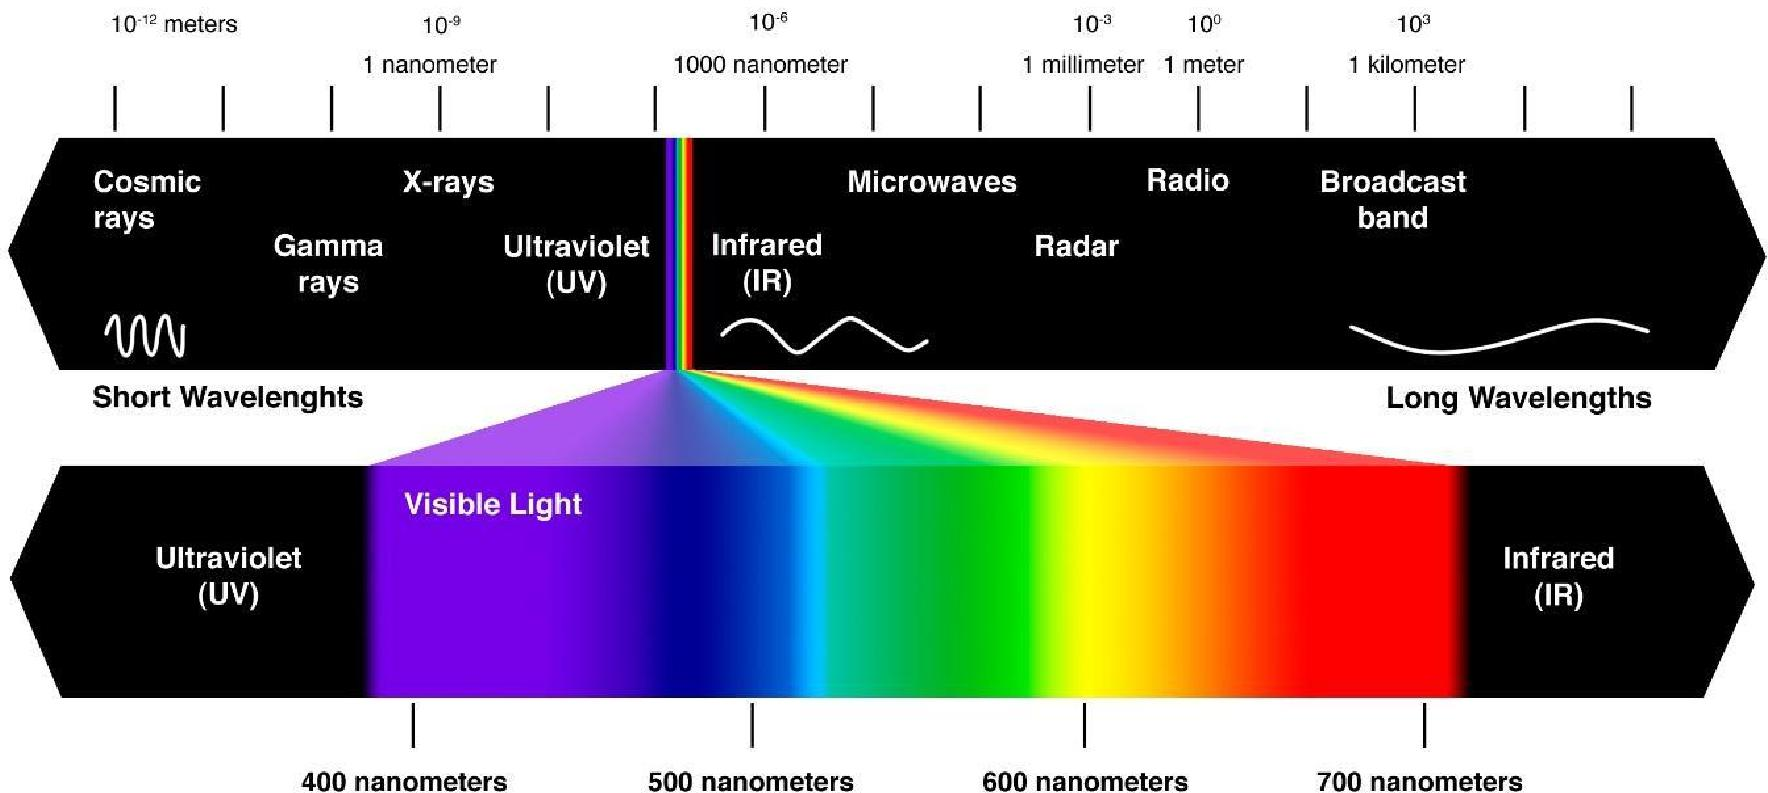 10⁻¹² meters 10⁻⁹ 10⁻⁶ 10⁻³ 10⁰ 10³
1 nanometer 1000 nanometer 1 millimeter 1 meter 1 kilometer
Cosmic
rays
X-rays
Microwaves
Radio
Broadcast
band
Gamma
rays
Ultraviolet
(UV)
Infrared
(IR)
Radar
Short Wavelenghts
Long Wavelengths
Visible Light
Ultraviolet
(UV)
Infrared
(IR)
400 nanometers 500 nanometers 600 nanometers 700 nanometers